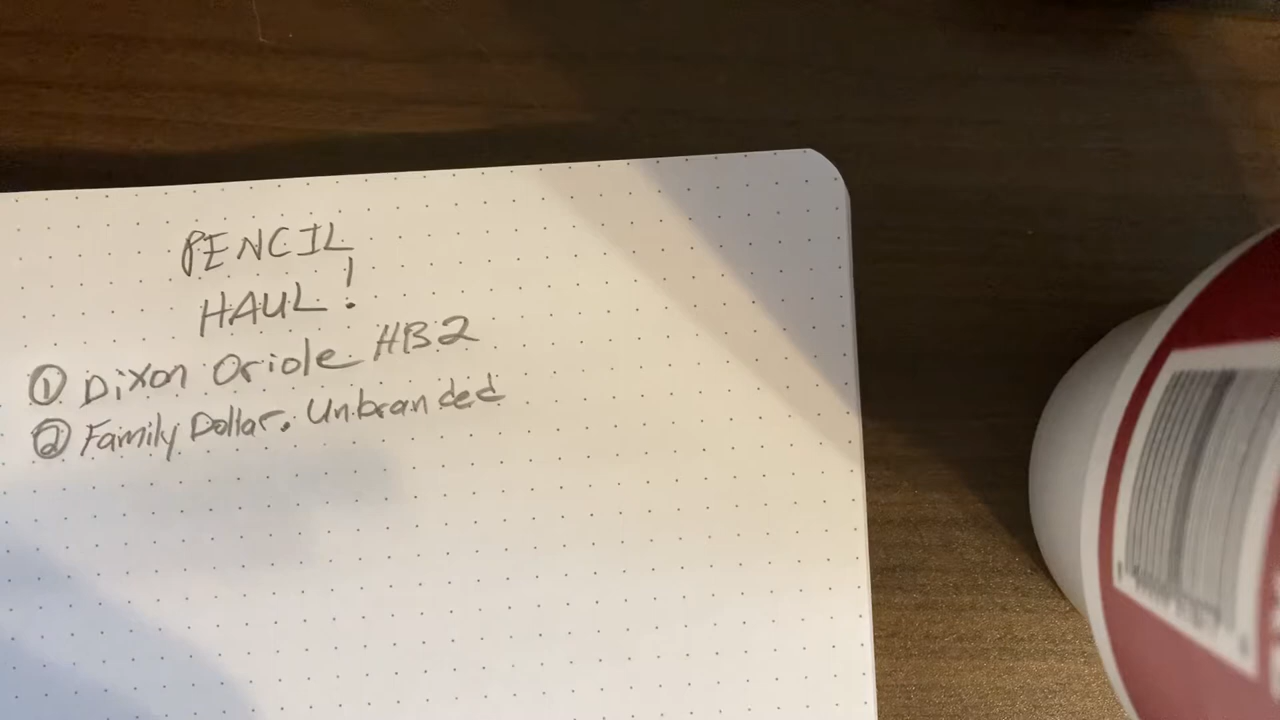 PENCIL
HAUL!
① Dixon Oriole HB2
② Family Dollar. Unbranded